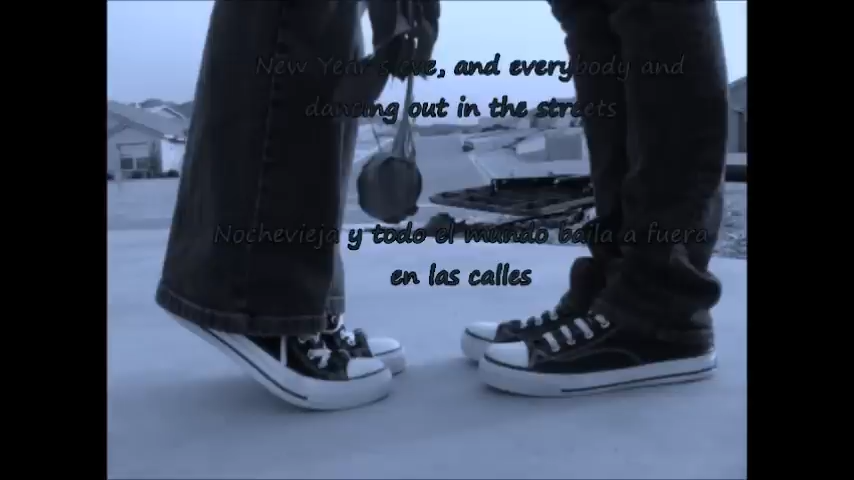 New Year's eve, and everybody and
dancing out in the streets
Nochevieja y todo el mundo baila a fuera
en las calles